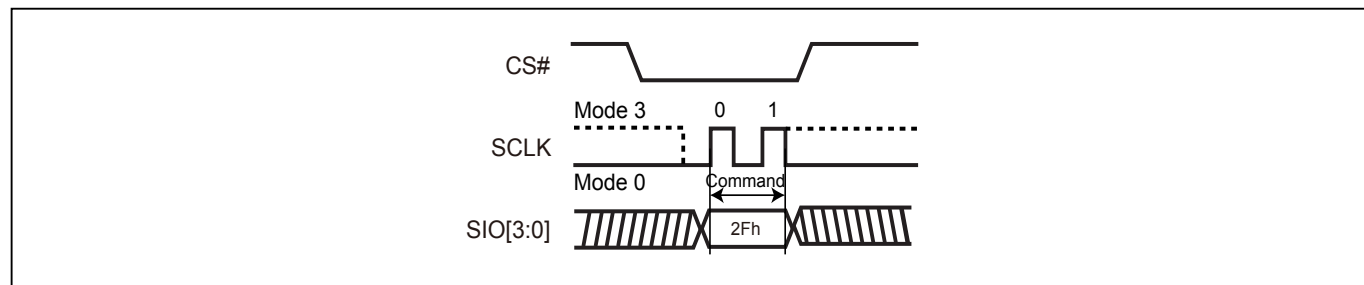 CS#
Mode 3 0 1
SCLK
Mode 0 Command
SIO[3:0] 2Fh